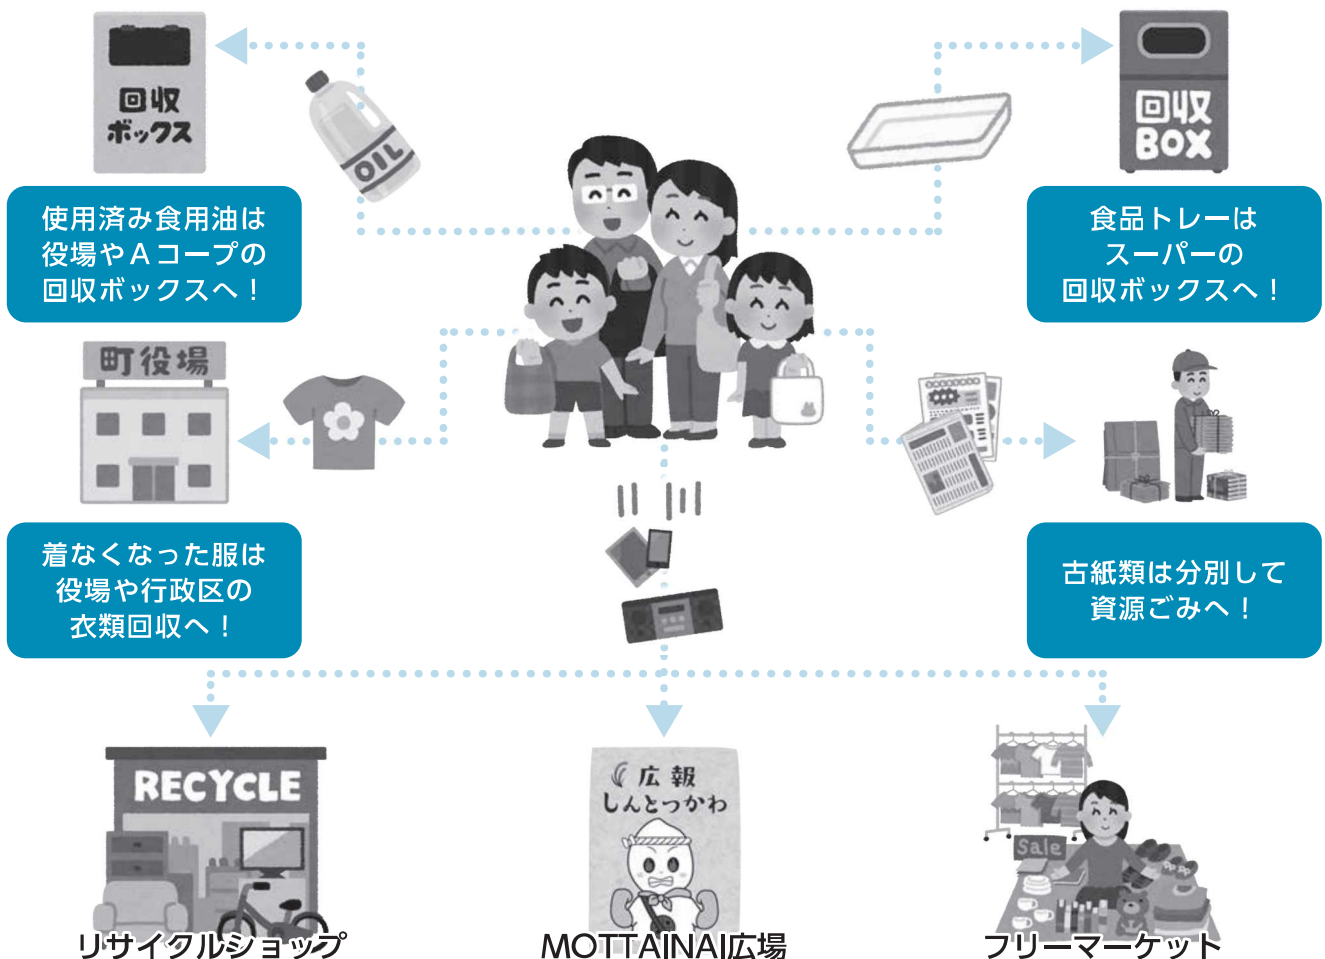 回収
ボックス
OIL
回収
BOX
使用済み食用油は
役場やAコープの
回収ボックスへ！
食品トレーは
スーパーの
回収ボックスへ！
町役場
着なくなった服は
役場や行政区の
衣類回収へ！
古紙類は分別して
資源ごみへ！
RECYCLE
広報
しんとつかわ
Sale
リサイクルショップ
MOTTAINAI広場
フリーマーケット